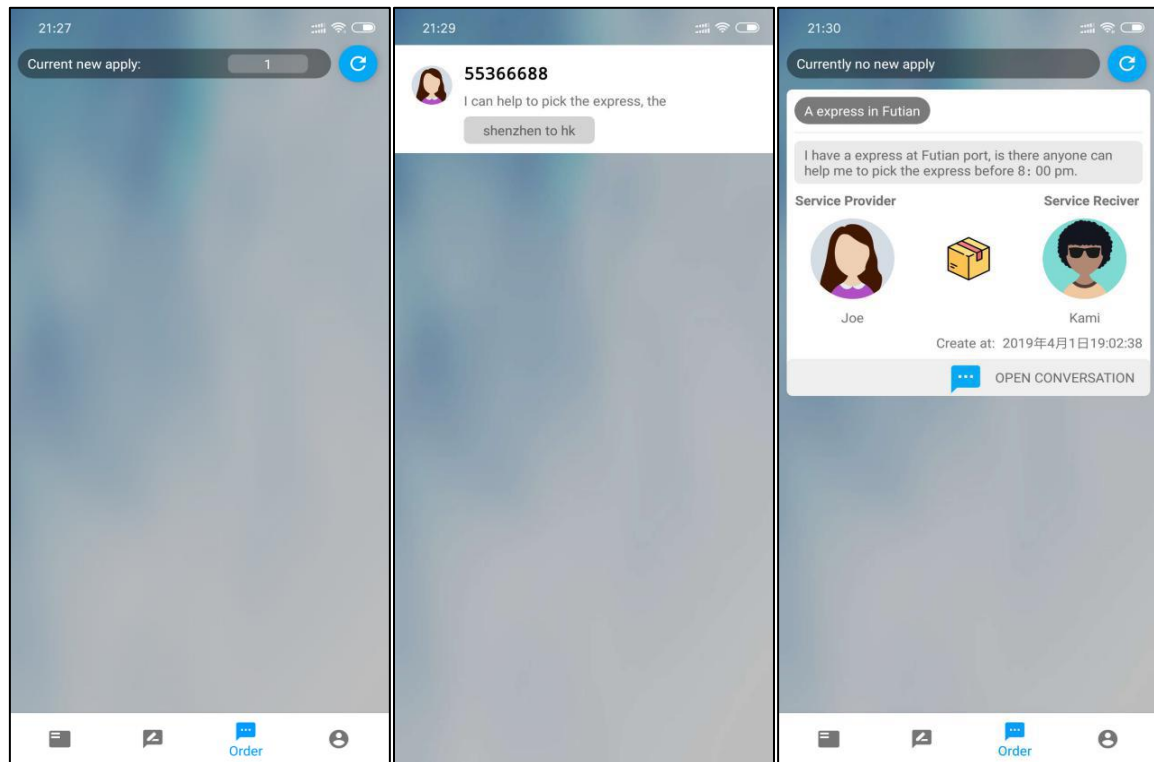 21:27
Current new apply:
1
Order
21:29
55366688
I can help to pick the express, the
shenzhen to hk
21:30
Currently no new apply
A express in Futian
I have a express at Futian port, is there anyone can
help me to pick the express before 8：00 pm.
Service Provider
Service Reciver
Joe
Kami
Create at: 2019年4月1日19:02:38
OPEN CONVERSATION
Order